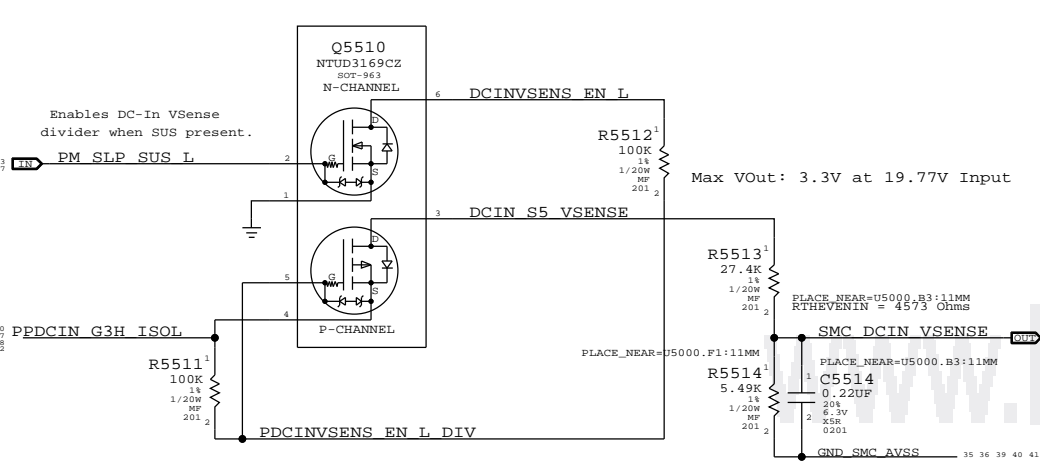 Q5510
NTUD3169CZ
SOT-963
N-CHANNEL
6
DCINVSENS_EN_L
Enables DC-In VSense
divider when SUS present.
D
R5512
1
100K
1%
1/20W
MF
201
2
IN
PM_SLP_SUS_L
2
G
S
Max VOut: 3.3V at 19.77V Input
1
3
DCIN_S5_VSENSE
D
R5513
1
27.4K
1%
1/20W
MF
201
2
5
G
S
PLACE_NEAR=U5000.B3:11MM
RTHEVENIN = 4573 Ohms
4
PPDCIN_G3H_ISOL
P-CHANNEL
SMC_DCIN_VSENSE
OUT
PLACE_NEAR=U5000.F1:11MM
PLACE_NEAR=U5000.B3:11MM
R5511
1
100K
1%
1/20W
MF
201
2
R5514
1
5.49K
1%
1/20W
MF
201
2
1
C5514
0.22UF
20%
6.3V
X5R
0201
2
PDCINVSENS_EN_L_DIV
GND_SMC_AVSS
35 36 39 40 41
www.